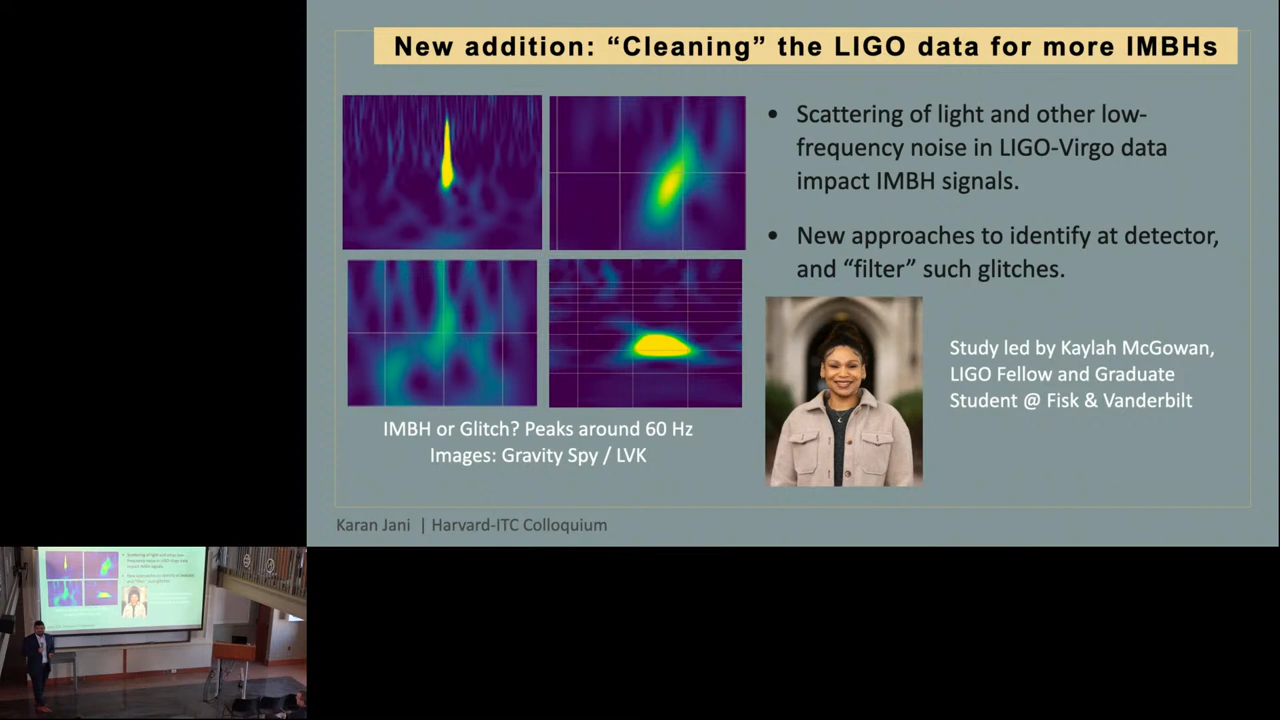 New addition: “Cleaning” the LIGO data for more IMBHs
• Scattering of light and other low-
frequency noise in LIGO-Virgo data
impact IMBH signals.
• New approaches to identify at detector,
and “filter” such glitches.
Study led by Kaylah McGowan,
LIGO Fellow and Graduate
Student @ Fisk & Vanderbilt
IMBH or Glitch? Peaks around 60 Hz
Images: Gravity Spy / LVK
Karan Jani | Harvard-ITC Colloquium